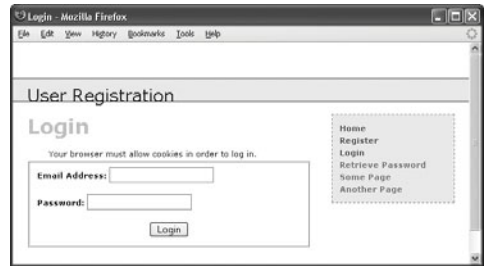 Login - Mozilla Firefox
File Edit View History Bookmarks Tools Help
User Registration
Login
Your browser must allow cookies in order to log in.
Email Address:
Password:
Login
Home
Register
Login
Retrieve Password
Some Page
Another Page